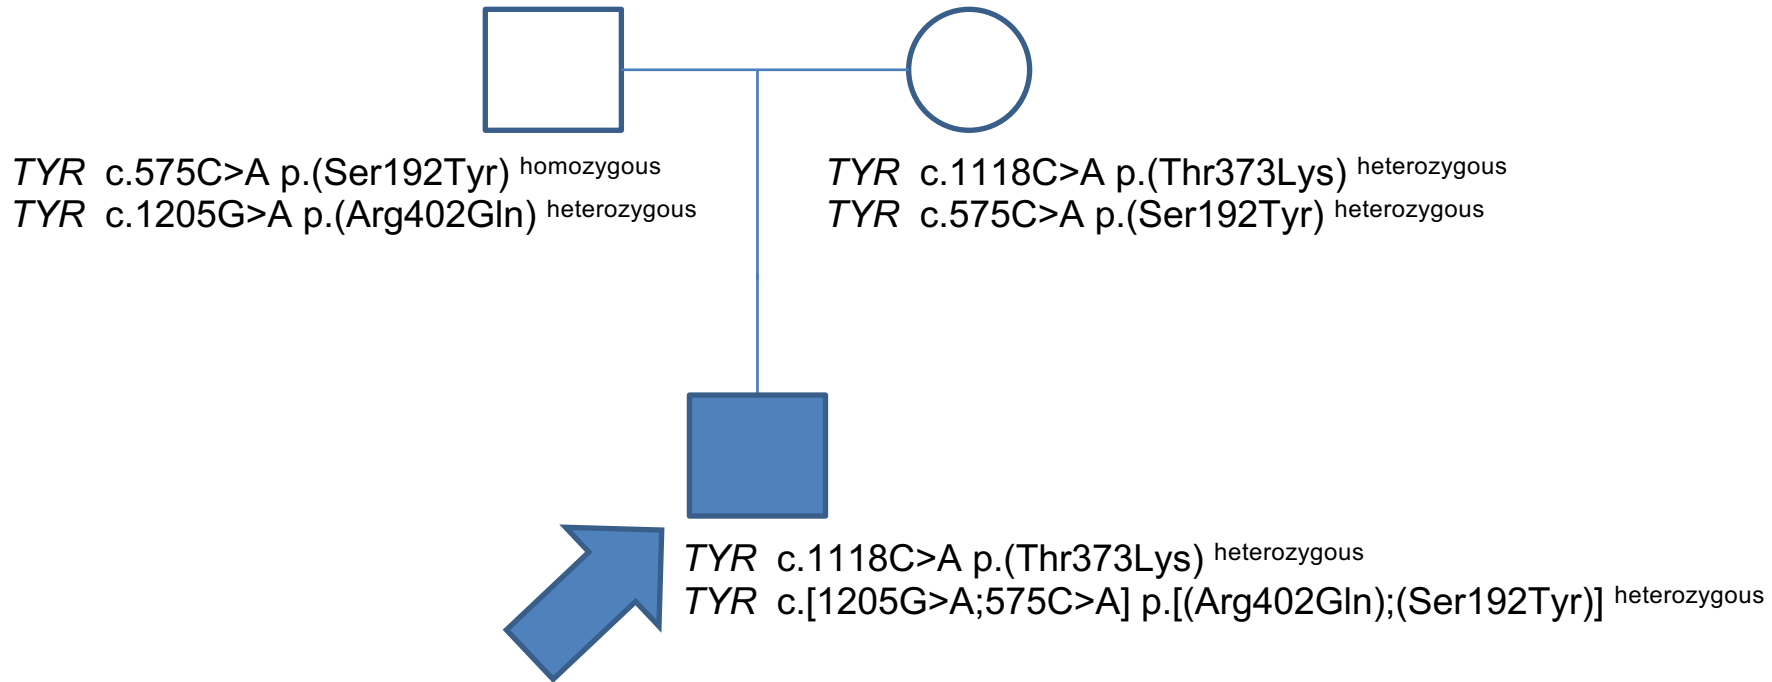 TYR c.575C>A p.(Ser192Tyr) homozygous
TYR c.1205G>A p.(Arg402Gln) heterozygous
TYR c.1118C>A p.(Thr373Lys) heterozygous
TYR c.575C>A p.(Ser192Tyr) heterozygous
TYR c.1118C>A p.(Thr373Lys) heterozygous
TYR c.[1205G>A;575C>A] p.[(Arg402Gln);(Ser192Tyr)] heterozygous